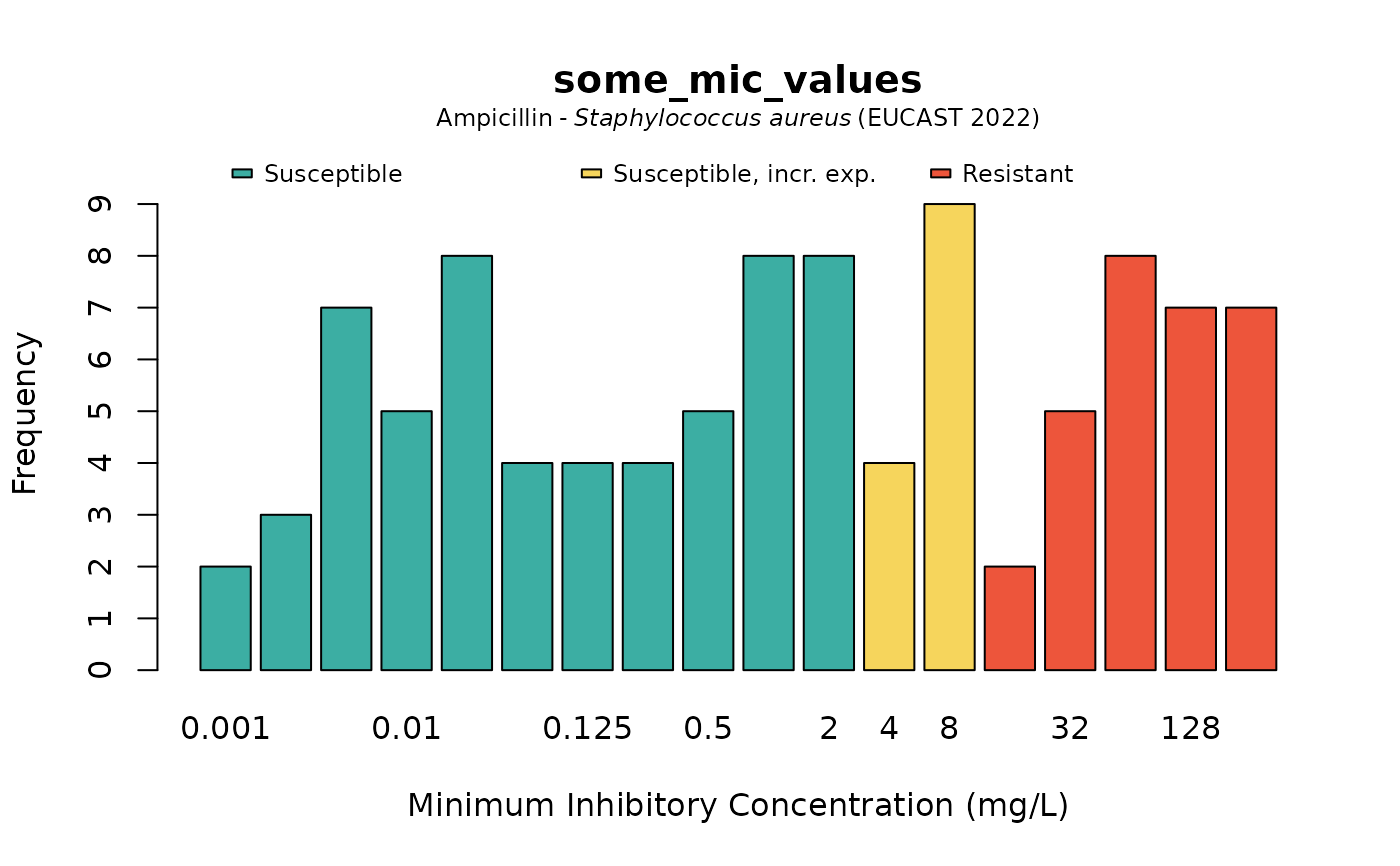 some_mic_values
Ampicillin - Staphylococcus aureus (EUCAST 2022)
Susceptible Susceptible, incr. exp. Resistant
9
8
7
6
5
4
3
2
1
0
Frequency
0.001 0.01 0.125 0.5 2 4 8 32 128
Minimum Inhibitory Concentration (mg/L)